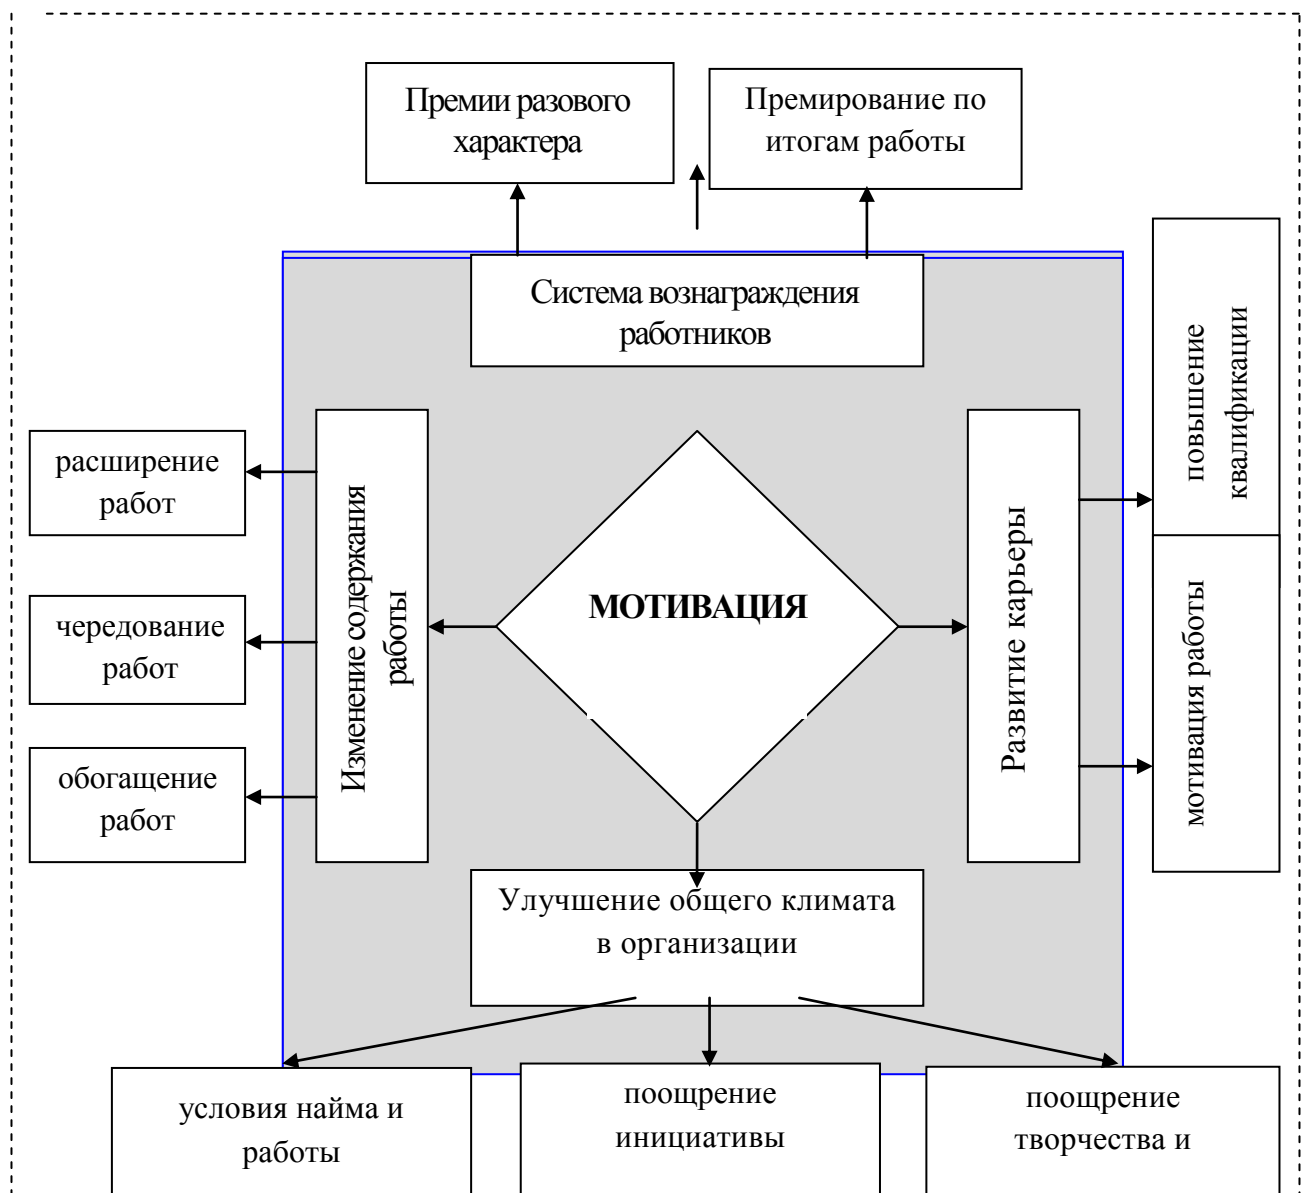 Премии разового
характера
Премирование по
итогам работы
Система вознаграждения
работников
повышение
квалификации
расширение
работ
Изменение содержания
работы
МОТИВАЦИЯ
Развитие карьеры
чередование
работ
мотивация работы
обогащение
работ
Улучшение общего климата
в организации
условия найма и
работы
поощрение
инициативы
поощрение
творчества и